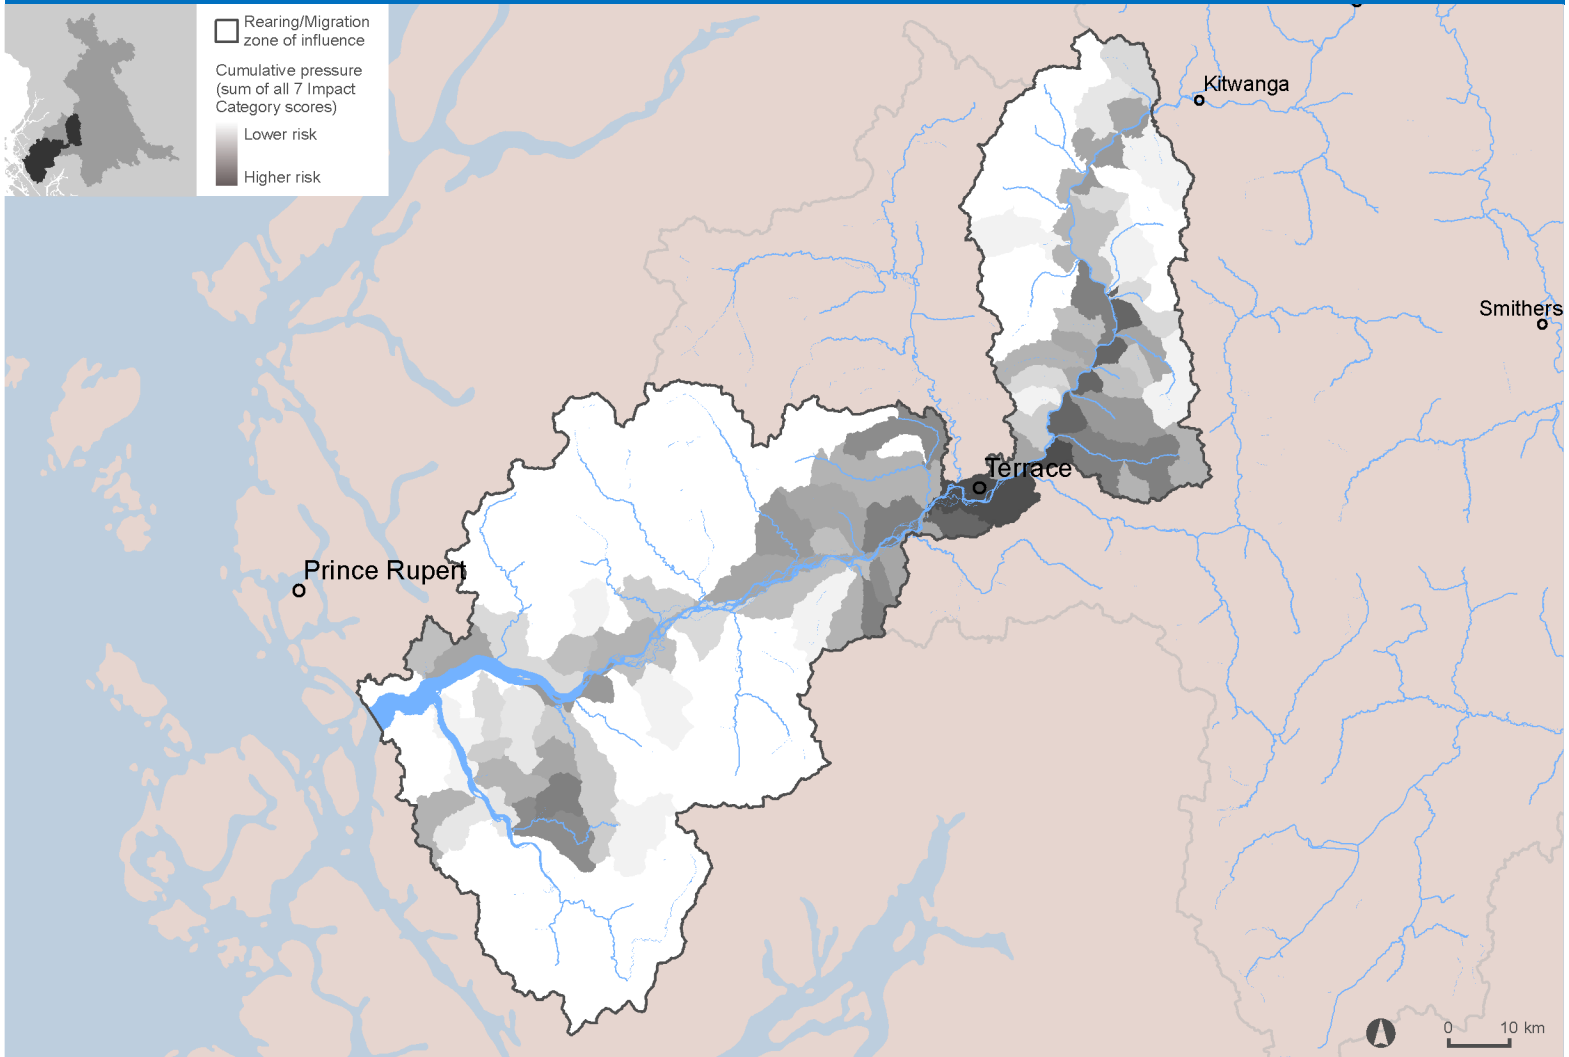 Rearing/Migration
zone of influence
Cumulative pressure
(sum of all 7 Impact
Category scores)
Lower risk
Higher risk
Kitwanga
Smithers
Terrace
Prince Rupert
0 10 km